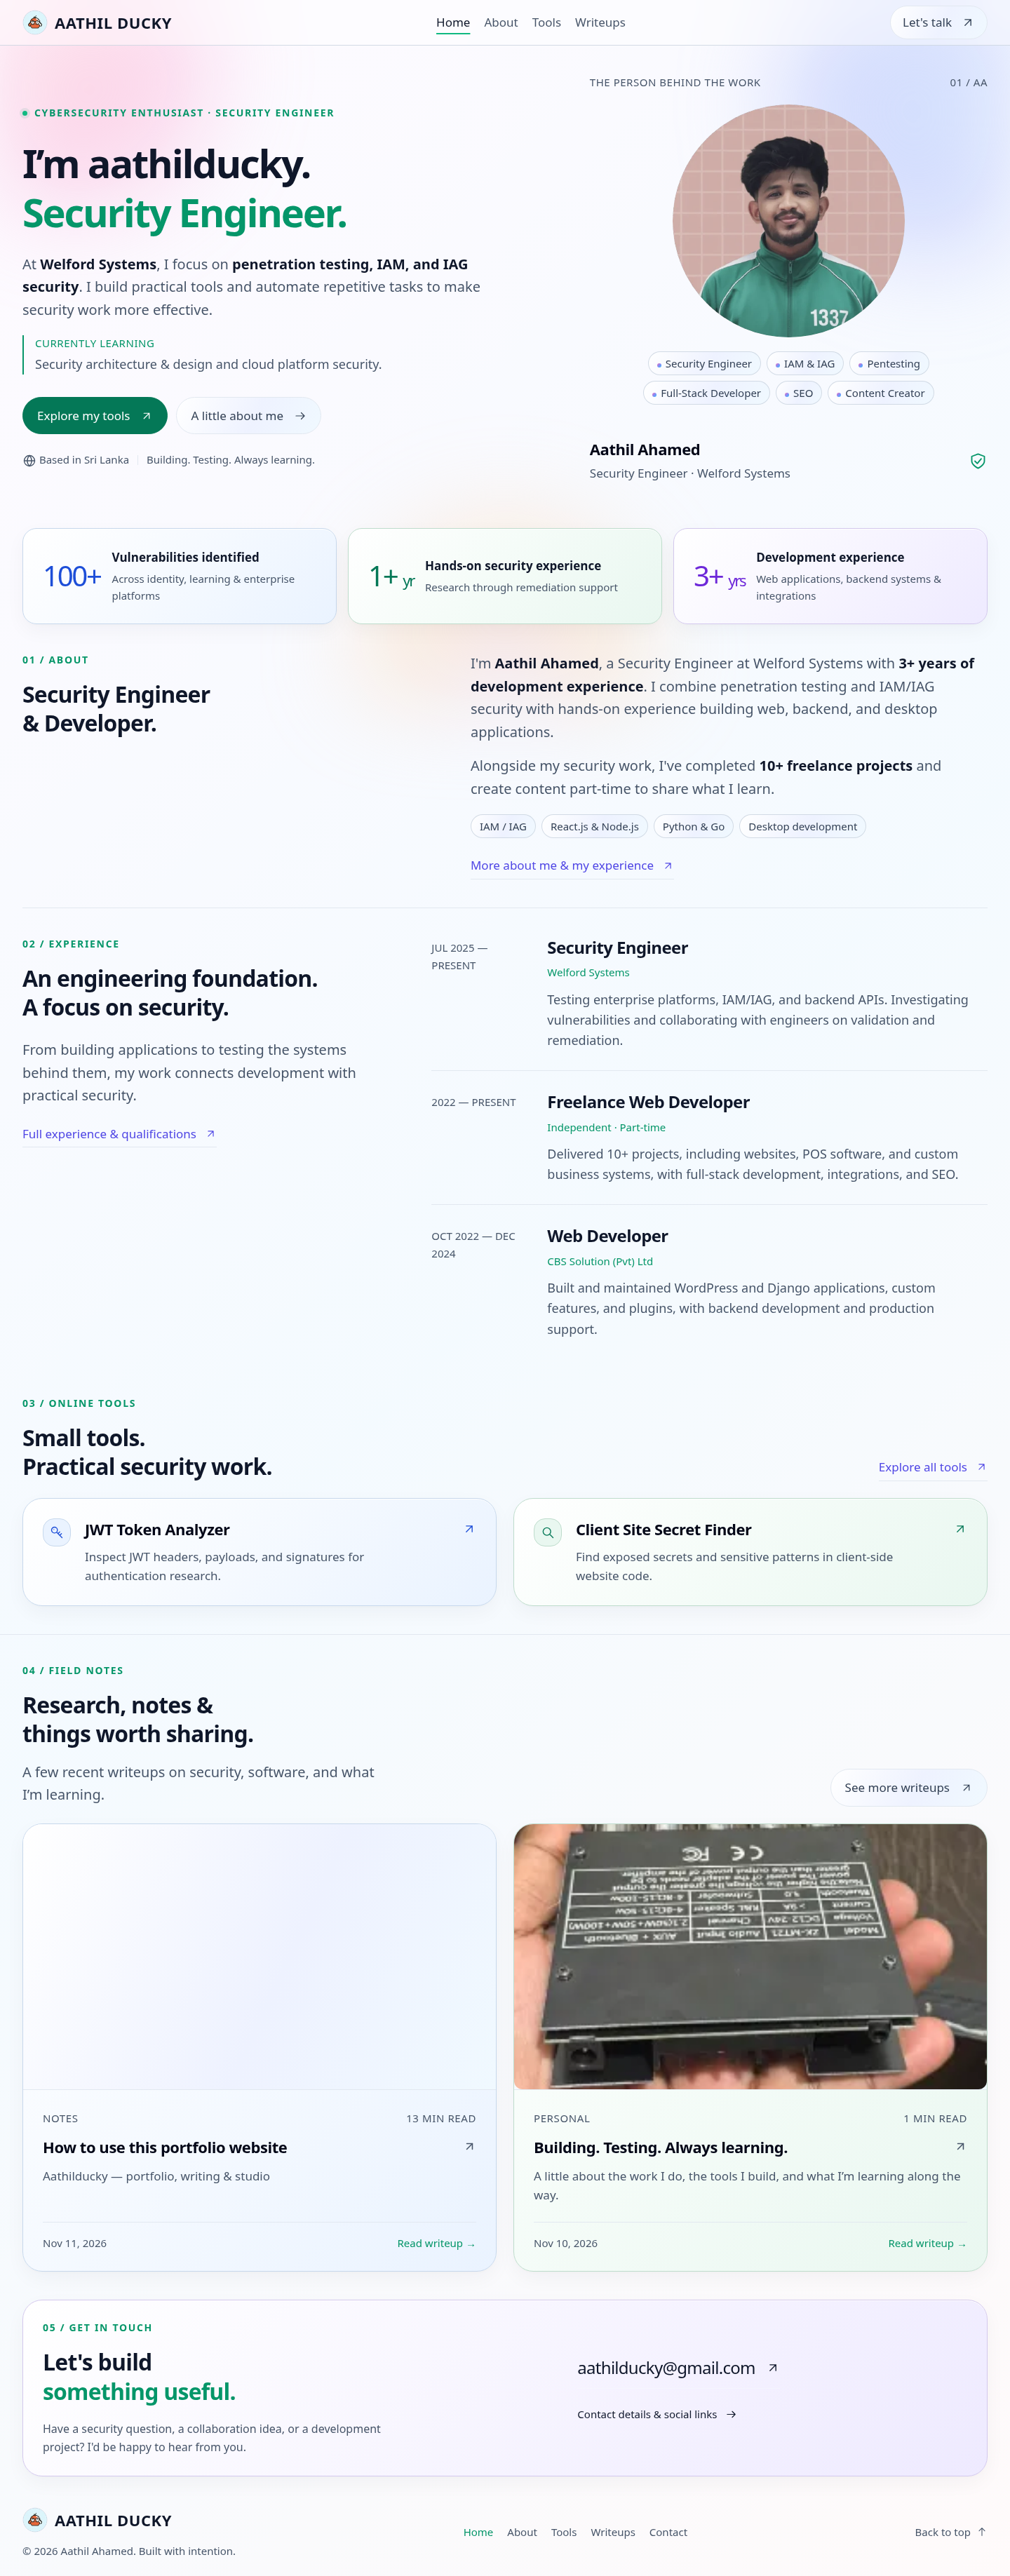 AATHIL DUCKY
Home About Tools Writeups
Let's talk
CYBERSECURITY ENTHUSIAST · SECURITY ENGINEER
I’m aathilducky.
Security Engineer.
At Welford Systems, I focus on penetration testing, IAM, and IAG
security. I build practical tools and automate repetitive tasks to make
security work more effective.
CURRENTLY LEARNING
Security architecture & design and cloud platform security.
Explore my tools
A little about me
Based in Sri Lanka
Building. Testing. Always learning.
THE PERSON BEHIND THE WORK
01 / AA
1337
Security Engineer
IAM & IAG
Pentesting
Full-Stack Developer
SEO
Content Creator
Aathil Ahamed
Security Engineer · Welford Systems
100+
Vulnerabilities identified
Across identity, learning & enterprise
platforms
1+ yr
Hands-on security experience
Research through remediation support
3+ yrs
Development experience
Web applications, backend systems &
integrations
01 / ABOUT
Security Engineer
& Developer.
I'm Aathil Ahamed, a Security Engineer at Welford Systems with 3+ years of
development experience. I combine penetration testing and IAM/IAG
security with hands-on experience building web, backend, and desktop
applications.
Alongside my security work, I've completed 10+ freelance projects and
create content part-time to share what I learn.
IAM / IAG
React.js & Node.js
Python & Go
Desktop development
More about me & my experience
02 / EXPERIENCE
An engineering foundation.
A focus on security.
From building applications to testing the systems
behind them, my work connects development with
practical security.
Full experience & qualifications
JUL 2025 —
PRESENT
Security Engineer
Welford Systems
Testing enterprise platforms, IAM/IAG, and backend APIs. Investigating
vulnerabilities and collaborating with engineers on validation and
remediation.
2022 — PRESENT
Freelance Web Developer
Independent · Part-time
Delivered 10+ projects, including websites, POS software, and custom
business systems, with full-stack development, integrations, and SEO.
OCT 2022 — DEC
2024
Web Developer
CBS Solution (Pvt) Ltd
Built and maintained WordPress and Django applications, custom
features, and plugins, with backend development and production
support.
03 / ONLINE TOOLS
Small tools.
Practical security work.
Explore all tools
JWT Token Analyzer
Inspect JWT headers, payloads, and signatures for
authentication research.
Client Site Secret Finder
Find exposed secrets and sensitive patterns in client-side
website code.
04 / FIELD NOTES
Research, notes &
things worth sharing.
A few recent writeups on security, software, and what
I’m learning.
See more writeups
NOTES
13 MIN READ
How to use this portfolio website
Aathilducky — portfolio, writing & studio
Nov 11, 2026
Read writeup →
CE
Model ZK-MT21 Audio Input AUX + Bluetooth
Voltage DC12-24V Channel
PERSONAL
1 MIN READ
Building. Testing. Always learning.
A little about the work I do, the tools I build, and what I’m learning along the
way.
Nov 10, 2026
Read writeup →
05 / GET IN TOUCH
Let's build
something useful.
Have a security question, a collaboration idea, or a development
project? I'd be happy to hear from you.
aathilducky@gmail.com
Contact details & social links
AATHIL DUCKY
© 2026 Aathil Ahamed. Built with intention.
Home About Tools Writeups Contact
Back to top